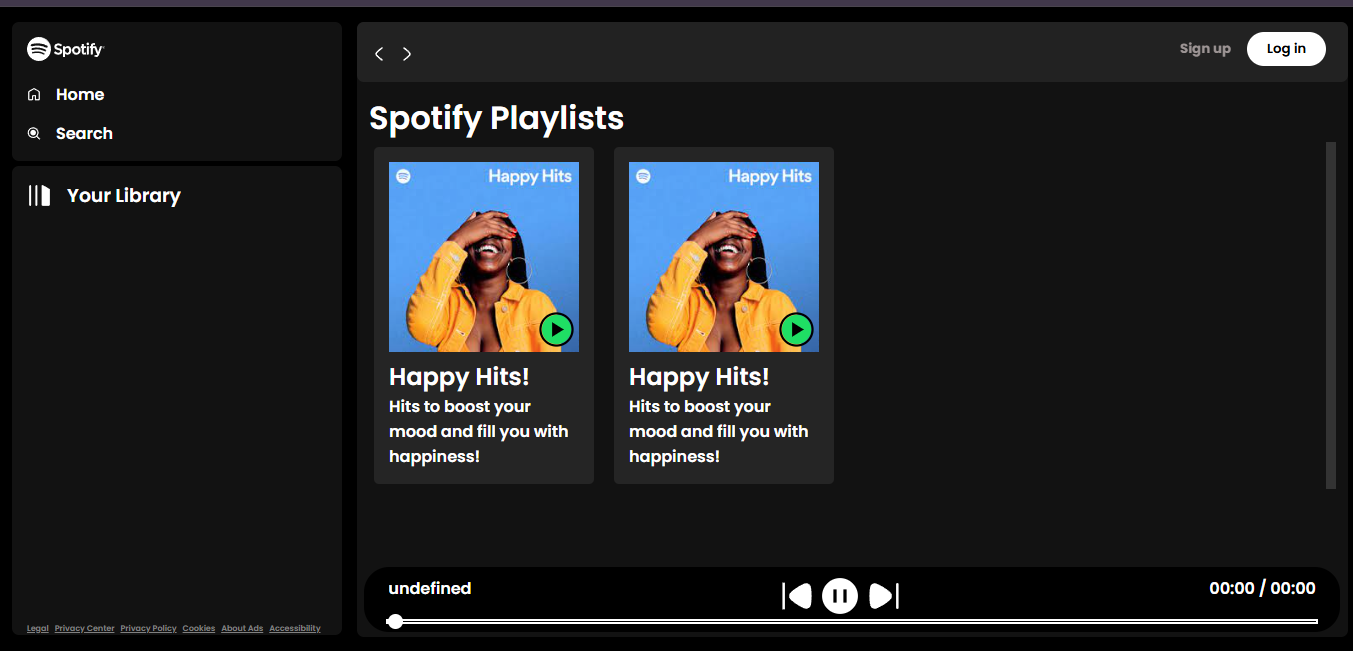 Spotify
Home
Search
Your Library
Legal Privacy Center Privacy Policy Cookies About Ads Accessibility
Sign up
Log in
Spotify Playlists
Happy Hits
Happy Hits!
Hits to boost your
mood and fill you with
happiness!
Happy Hits
Happy Hits!
Hits to boost your
mood and fill you with
happiness!
undefined
00:00 / 00:00